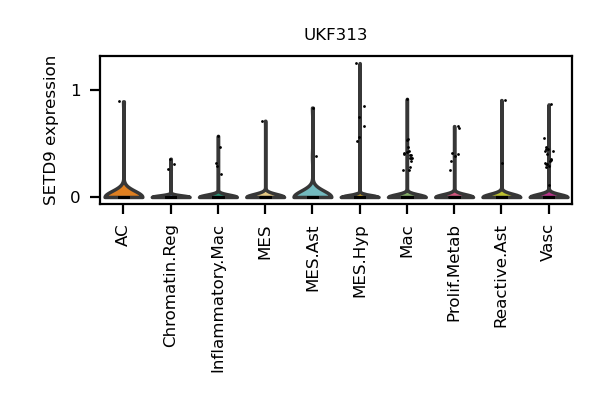 UKF313
SETD9 expression
1
0
AC
Chromatin.Reg
Inflammatory.Mac
MES
MES.Ast
MES.Hyp
Mac
Prolif.Metab
Reactive.Ast
Vasc